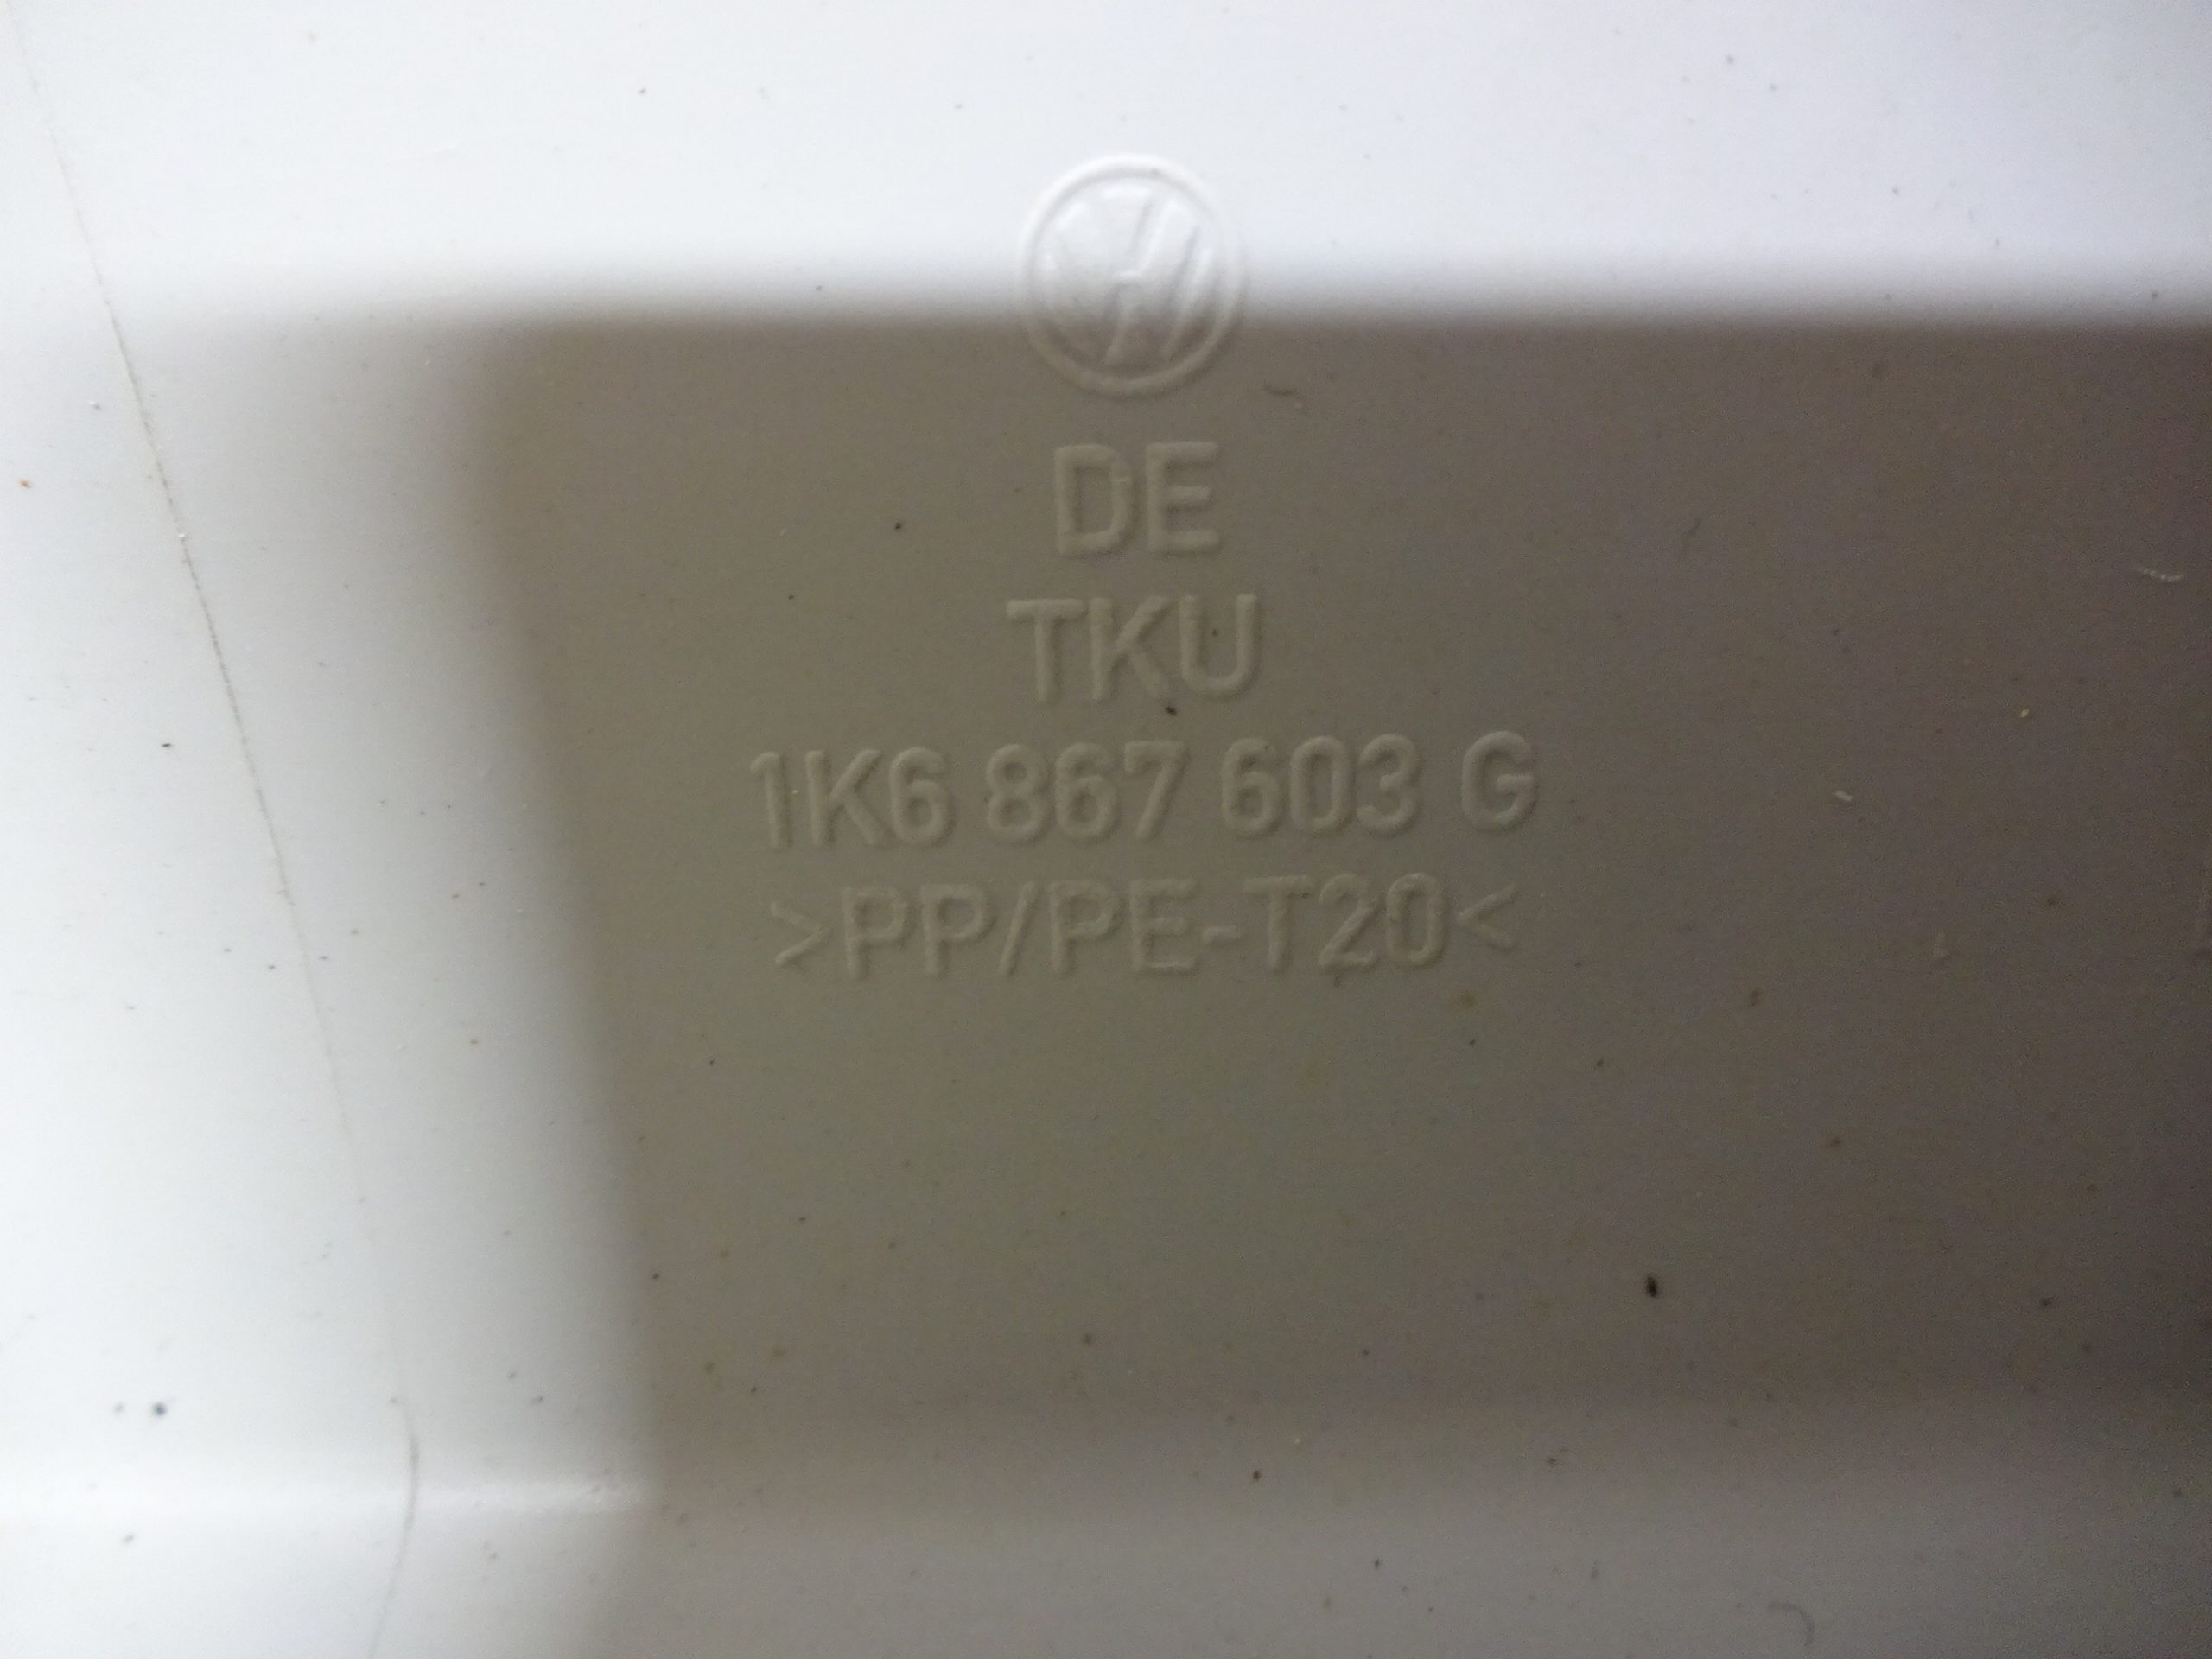 DE
TKU
1K6 867 603 G
>PP/PE-T20<